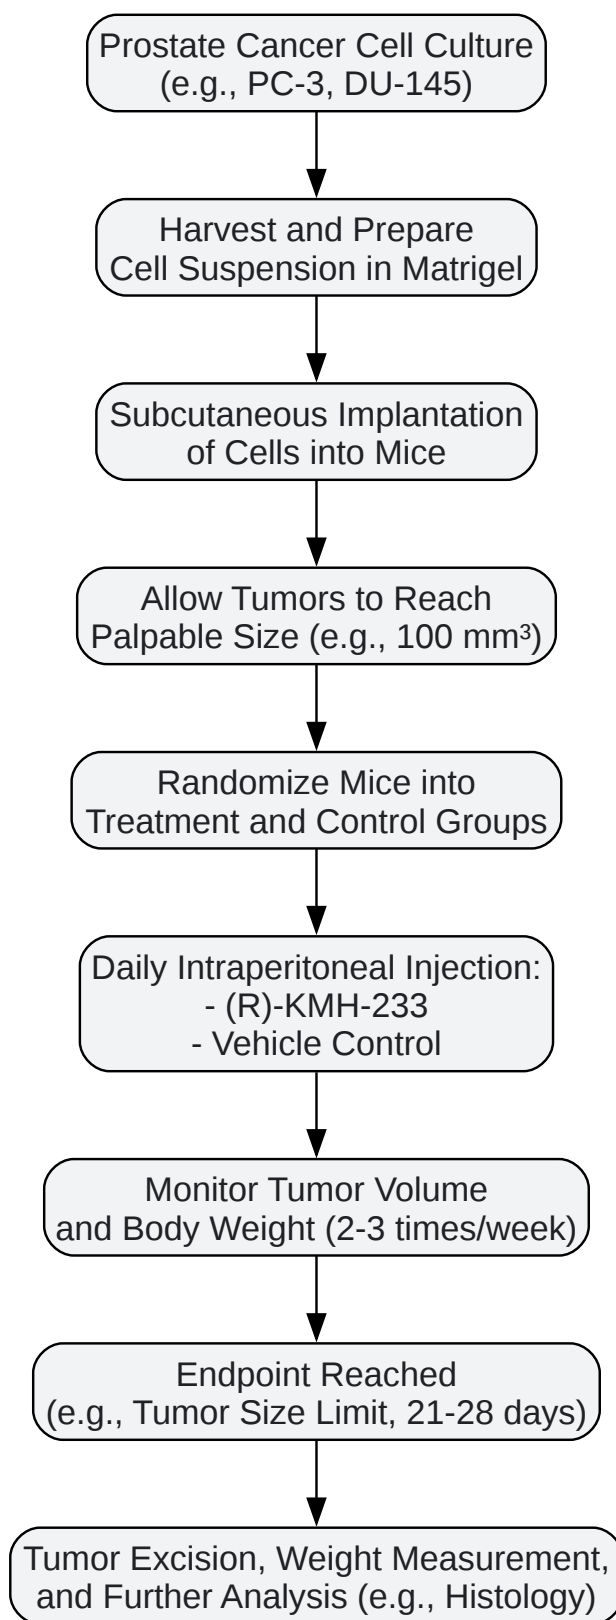 Prostate Cancer Cell Culture
(e.g., PC-3, DU-145)
Harvest and Prepare
Cell Suspension in Matrigel
Subcutaneous Implantation
of Cells into Mice
Allow Tumors to Reach
Palpable Size (e.g., 100 mm³)
Randomize Mice into
Treatment and Control Groups
Daily Intraperitoneal Injection:
- (R)-KMH-233
- Vehicle Control
Monitor Tumor Volume
and Body Weight (2-3 times/week)
Endpoint Reached
(e.g., Tumor Size Limit, 21-28 days)
Tumor Excision, Weight Measurement,
and Further Analysis (e.g., Histology)